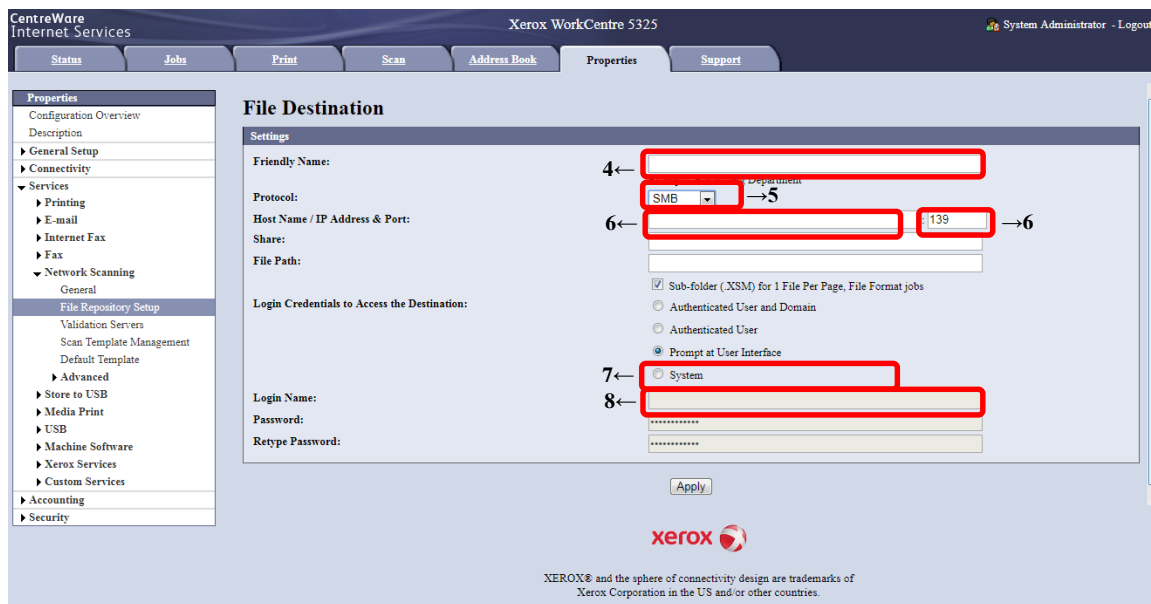 CentreWare
Internet Services
Xerox WorkCentre 5325
System Administrator - Logout
Status
Jobs
Print
Scan
Address Book
Properties
Support
Properties
Configuration Overview
Description
General Setup
Connectivity
Services
Printing
E-mail
Internet Fax
Fax
Network Scanning
General
File Repository Setup
Validation Servers
Scan Template Management
Default Template
Advanced
Store to USB
Media Print
USB
Machine Software
Xerox Services
Custom Services
Accounting
Security
File Destination
Settings
Friendly Name:
4←
Department
Protocol:
SMB
→5
Host Name / IP Address & Port:
6←
: 139
→6
Share:
File Path:
Sub-folder (.XSM) for 1 File Per Page, File Format jobs
Login Credentials to Access the Destination:
Authenticated User and Domain
Authenticated User
Prompt at User Interface
7←
System
Login Name:
8←
Password:
••••••••••••
Retype Password:
••••••••••••
Apply
xerox
XEROX® and the sphere of connectivity design are trademarks of
Xerox Corporation in the US and/or other countries.